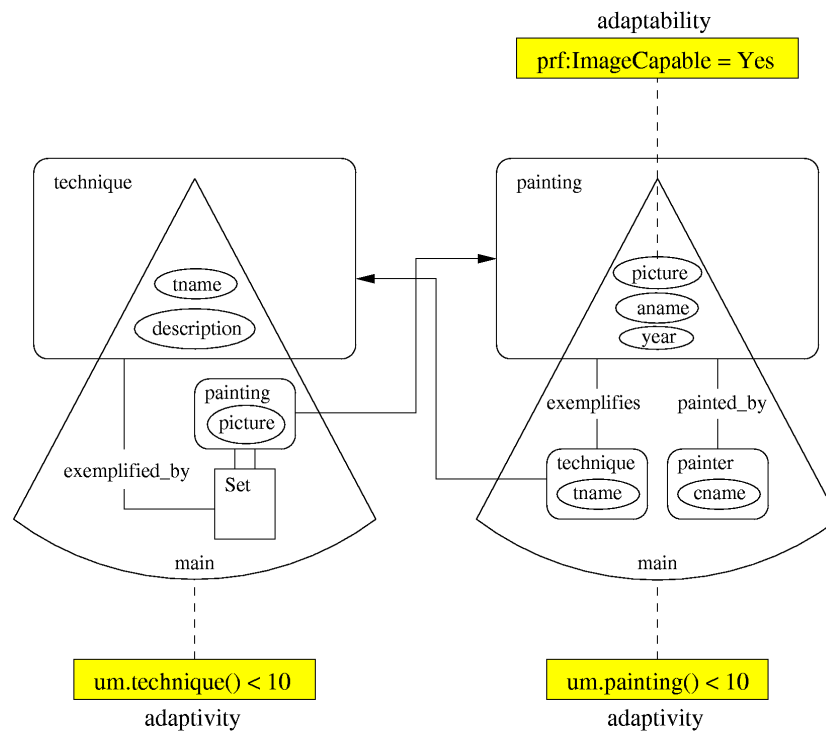 adaptability
prf:ImageCapable = Yes
technique
tname
description
painting
picture
exemplified_by
Set
main
um.technique() < 10
adaptivity
painting
picture
aname
year
exemplifies
painted_by
technique
tname
painter
cname
main
um.painting() < 10
adaptivity